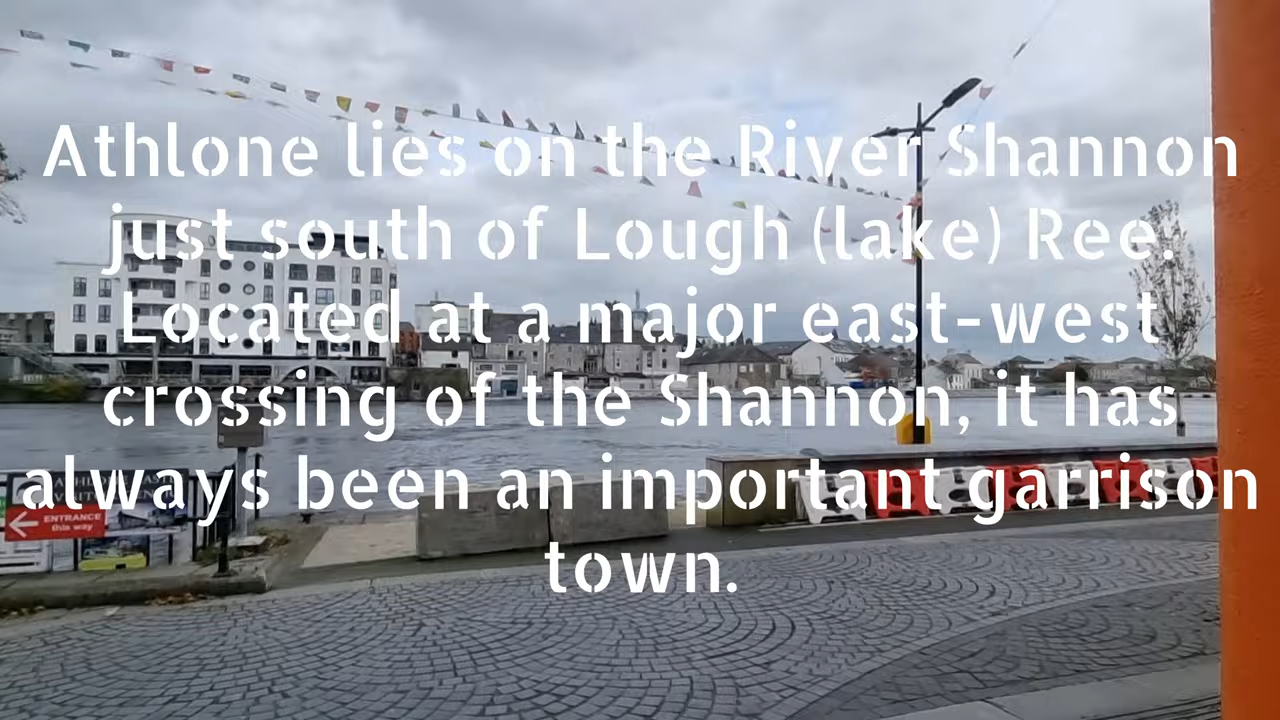 Athlone lies on the River Shannon
just south of Lough (lake) Ree.
Located at a major east-west
crossing of the Shannon, it has
always been an important garrison
town.
ENTRANCE
this way